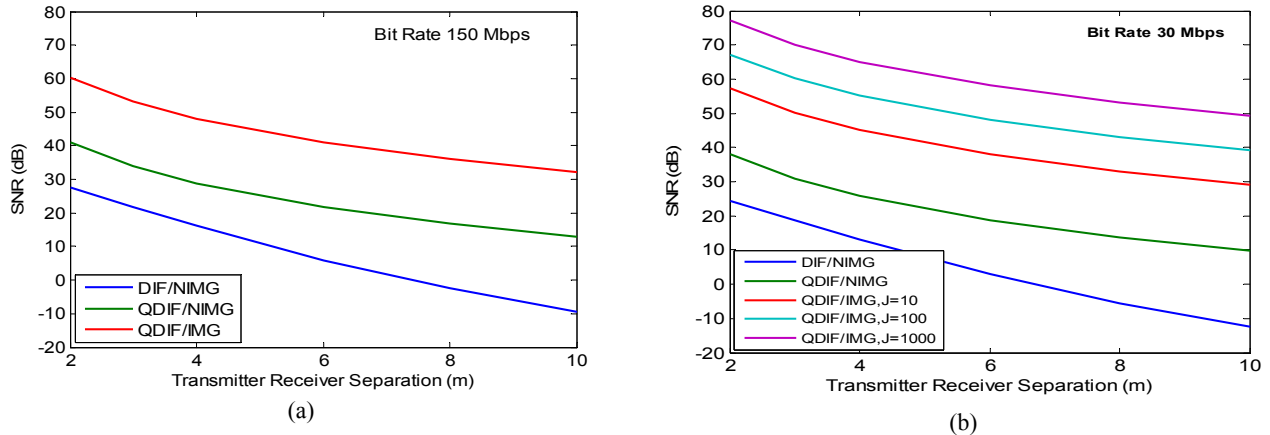 80
70
60
50
40
30
20
10
0
-10
-20
SNR (dB)
Bit Rate 150 Mbps
DIF/NIMG
QDIF/NIMG
QDIF/IMG
2
4
6
8
10
Transmitter Receiver Separation (m)
(a)
80
70
60
50
40
30
20
10
0
-10
-20
SNR (dB)
Bit Rate 30 Mbps
DIF/NIMG
QDIF/NIMG
QDIF/IMG,J=10
QDIF/IMG,J=100
QDIF/IMG,J=1000
2
4
6
8
10
Transmitter Receiver Separation (m)
(b)